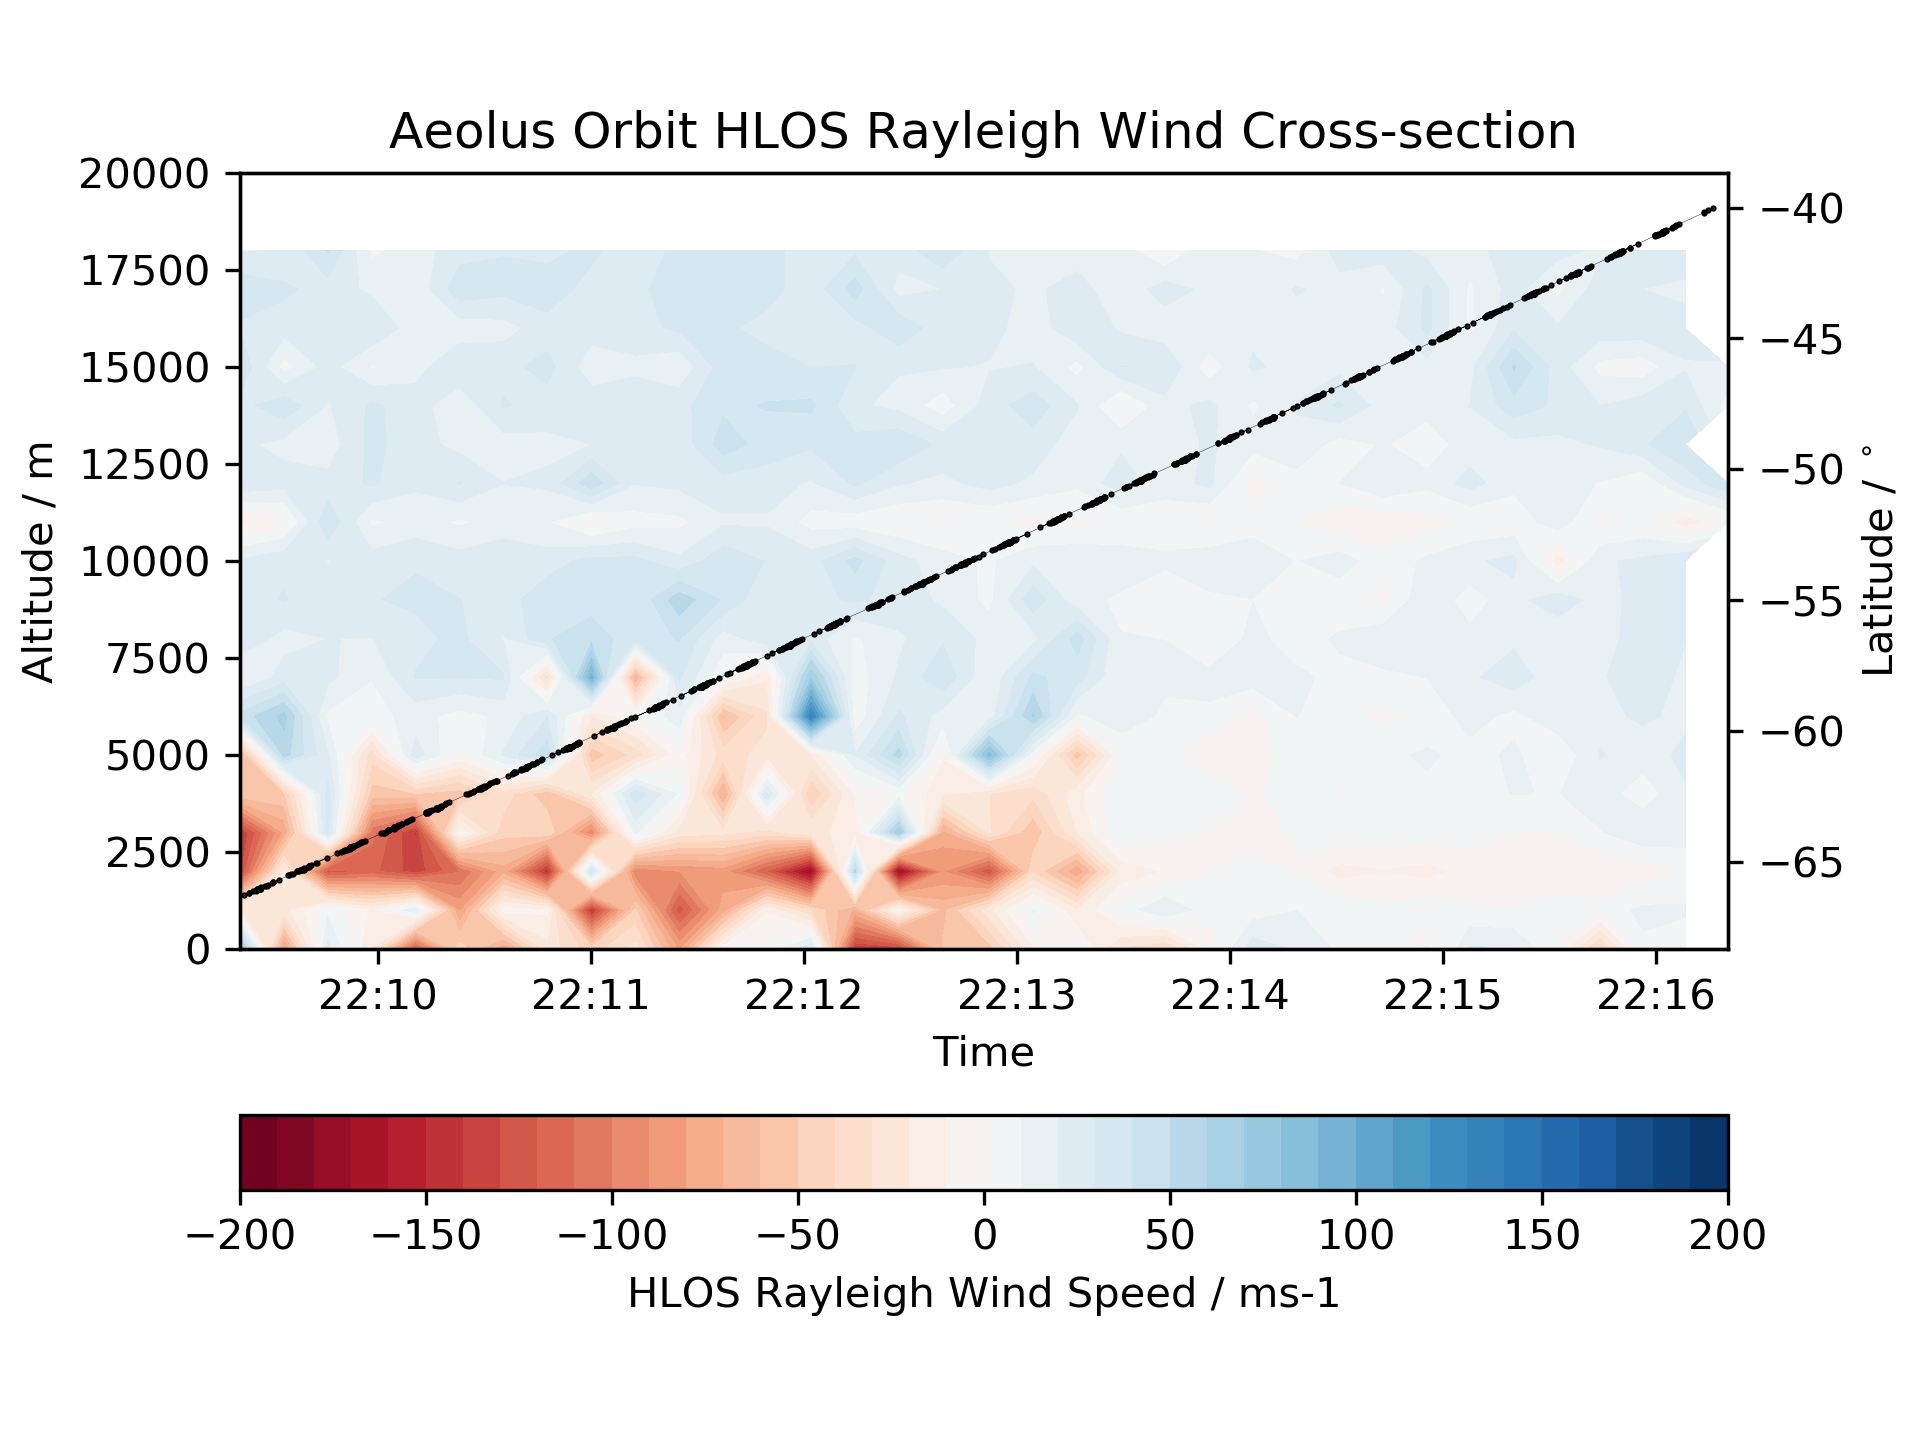 Aeolus Orbit HLOS Rayleigh Wind Cross-section
20000
17500
15000
12500
10000
7500
5000
2500
0
Altitude / m
−40
−45
−50
−55
−60
−65
Latitude / °
22:10 22:11 22:12 22:13 22:14 22:15 22:16
Time
−200 −150 −100 −50 0 50 100 150 200
HLOS Rayleigh Wind Speed / ms-1